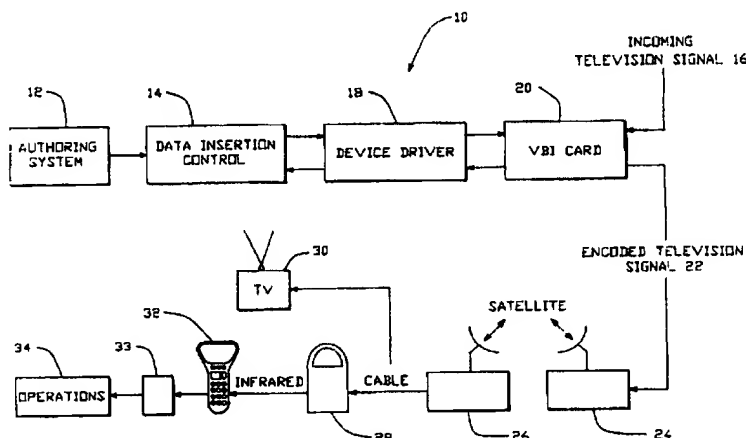 10
INCOMING
TELEVISION SIGNAL 16
12
14
18
20
AUTHORING
SYSTEM
DATA INSERTION
CONTROL
DEVICE DRIVER
VBI CARD
ENCODED TELEVISION
SIGNAL 22
30
TV
SATELLITE
32
34
33
OPERATIONS
INFRARED
CABLE
28
26
24